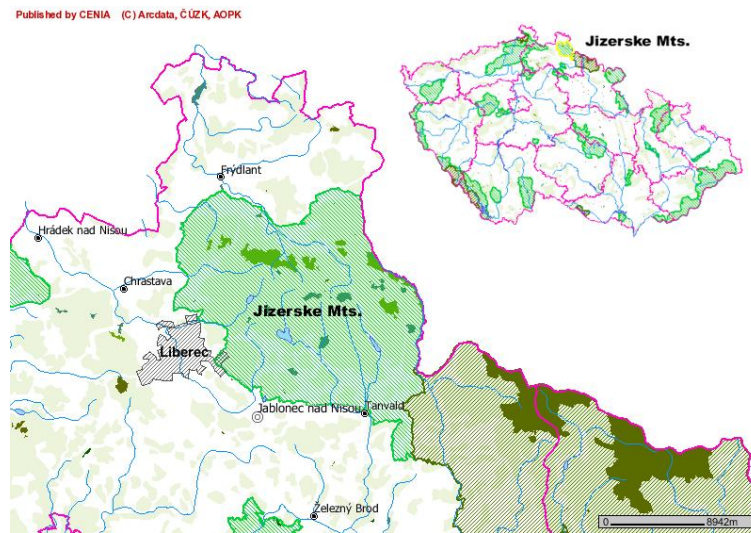 Published by CENIA (C) Arcdata, ČÚZK, AOPK
Jizerske Mts.
Frýdlant
Hrádek nad Nisou
Chrastava
Jizerske Mts.
Liberec
Jablonec nad Nisou
Tanvald
Železný Brod
0 8942m